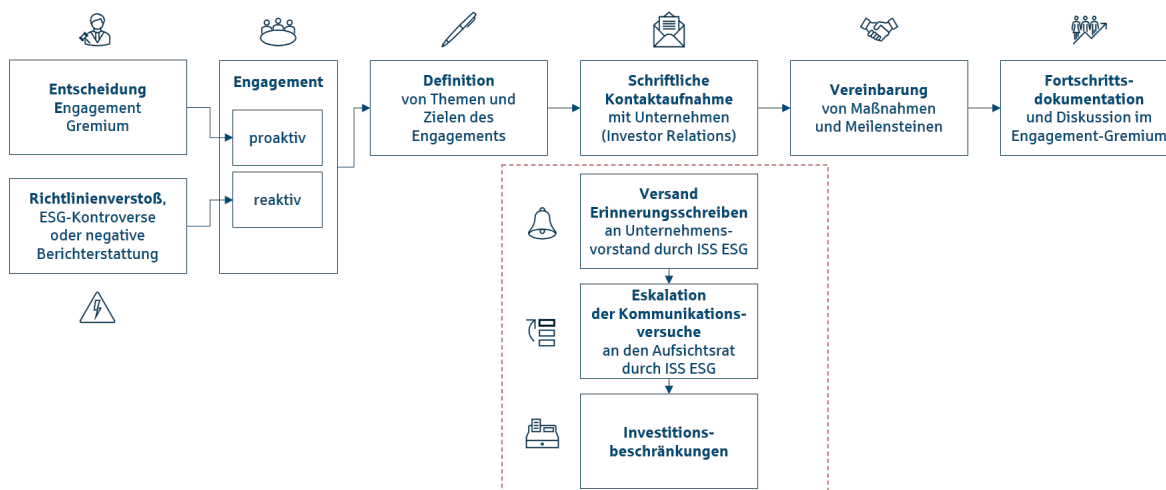 Entscheidung
Engagement
Gremium
Richtlinienverstoß,
ESG-Kontroverse
oder negative
Berichterstattung
Engagement
proaktiv
reaktiv
Definition
von Themen und
Zielen des
Engagements
Schriftliche
Kontaktaufnahme
mit Unternehmen
(Investor Relations)
Vereinbarung
von Maßnahmen
und Meilensteinen
Fortschritts-
dokumentation
und Diskussion im
Engagement-Gremium
Versand
Erinnerungsschreiben
an Unternehmens-
vorstand durch ISS ESG
Eskalation
der Kommunikations-
versuche
an den Aufsichtsrat
durch ISS ESG
Investitions-
beschränkungen